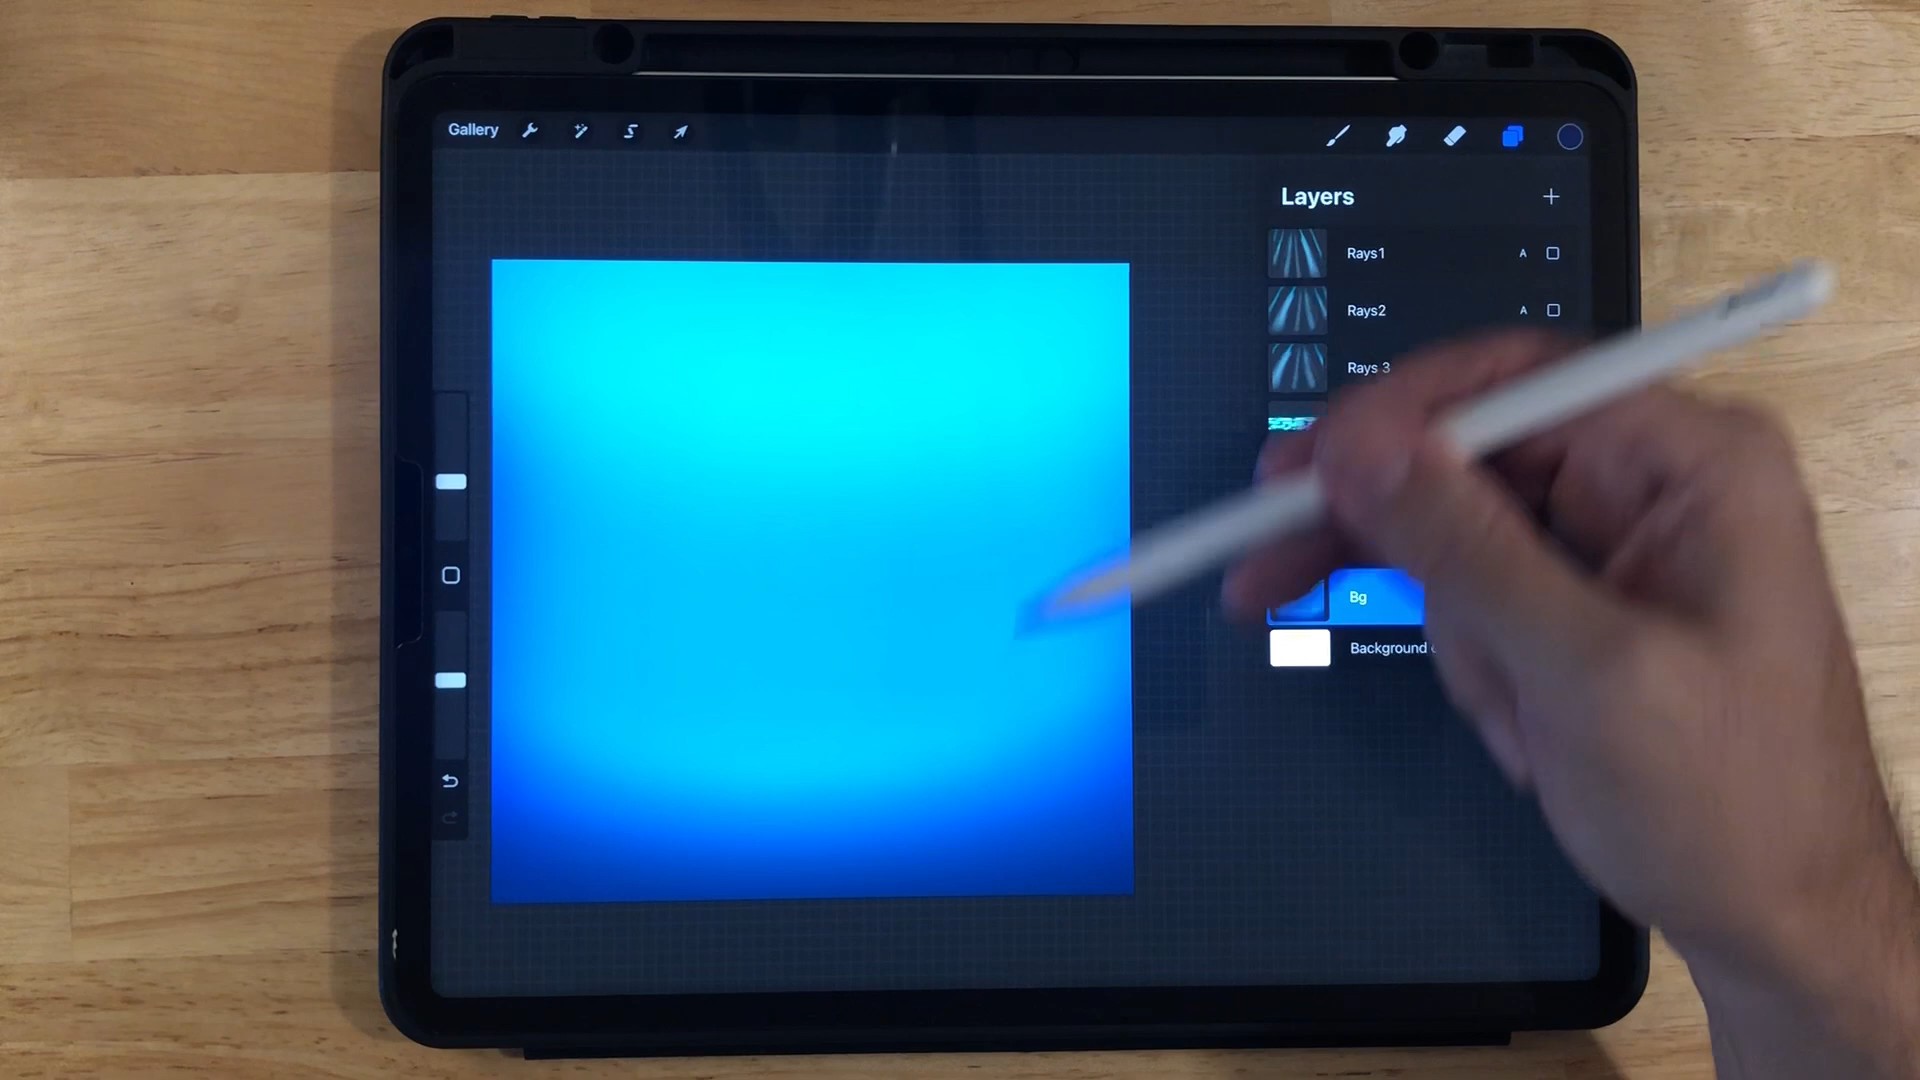 Gallery
Layers
Rays1
A
Rays2
A
Rays 3
Bg
Background